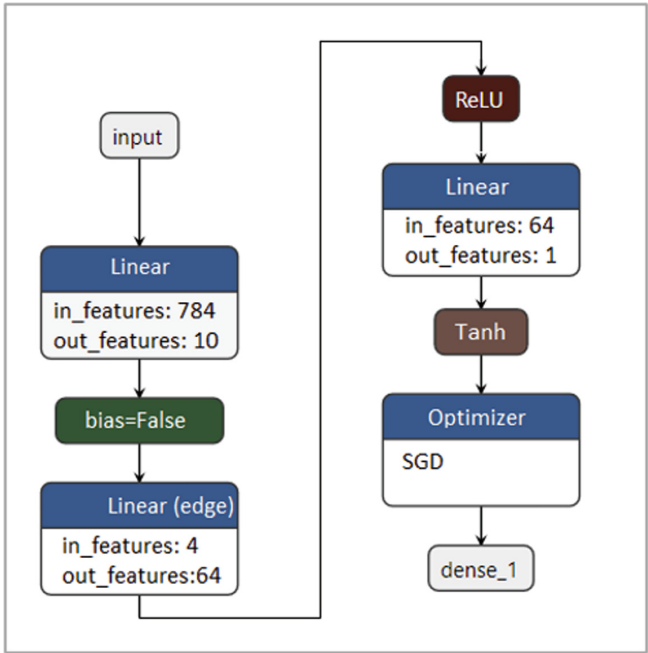 input
Linear
in_features: 784
out_features: 10
bias=False
Linear (edge)
in_features: 4
out_features:64
ReLU
Linear
in_features: 64
out_features: 1
Tanh
Optimizer
SGD
dense_1